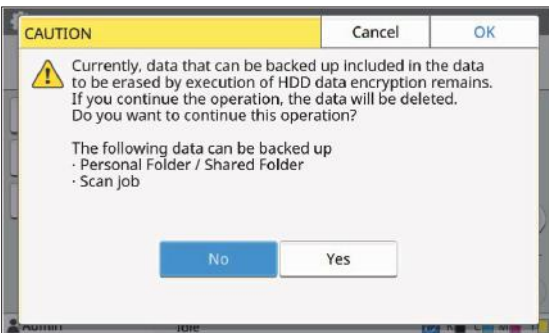 CAUTION
Cancel
OK
Currently, data that can be backed up included in the data
to be erased by execution of HDD data encryption remains.
If you continue the operation, the data will be deleted.
Do you want to continue this operation?
The following data can be backed up
· Personal Folder / Shared Folder
· Scan job
No
Yes